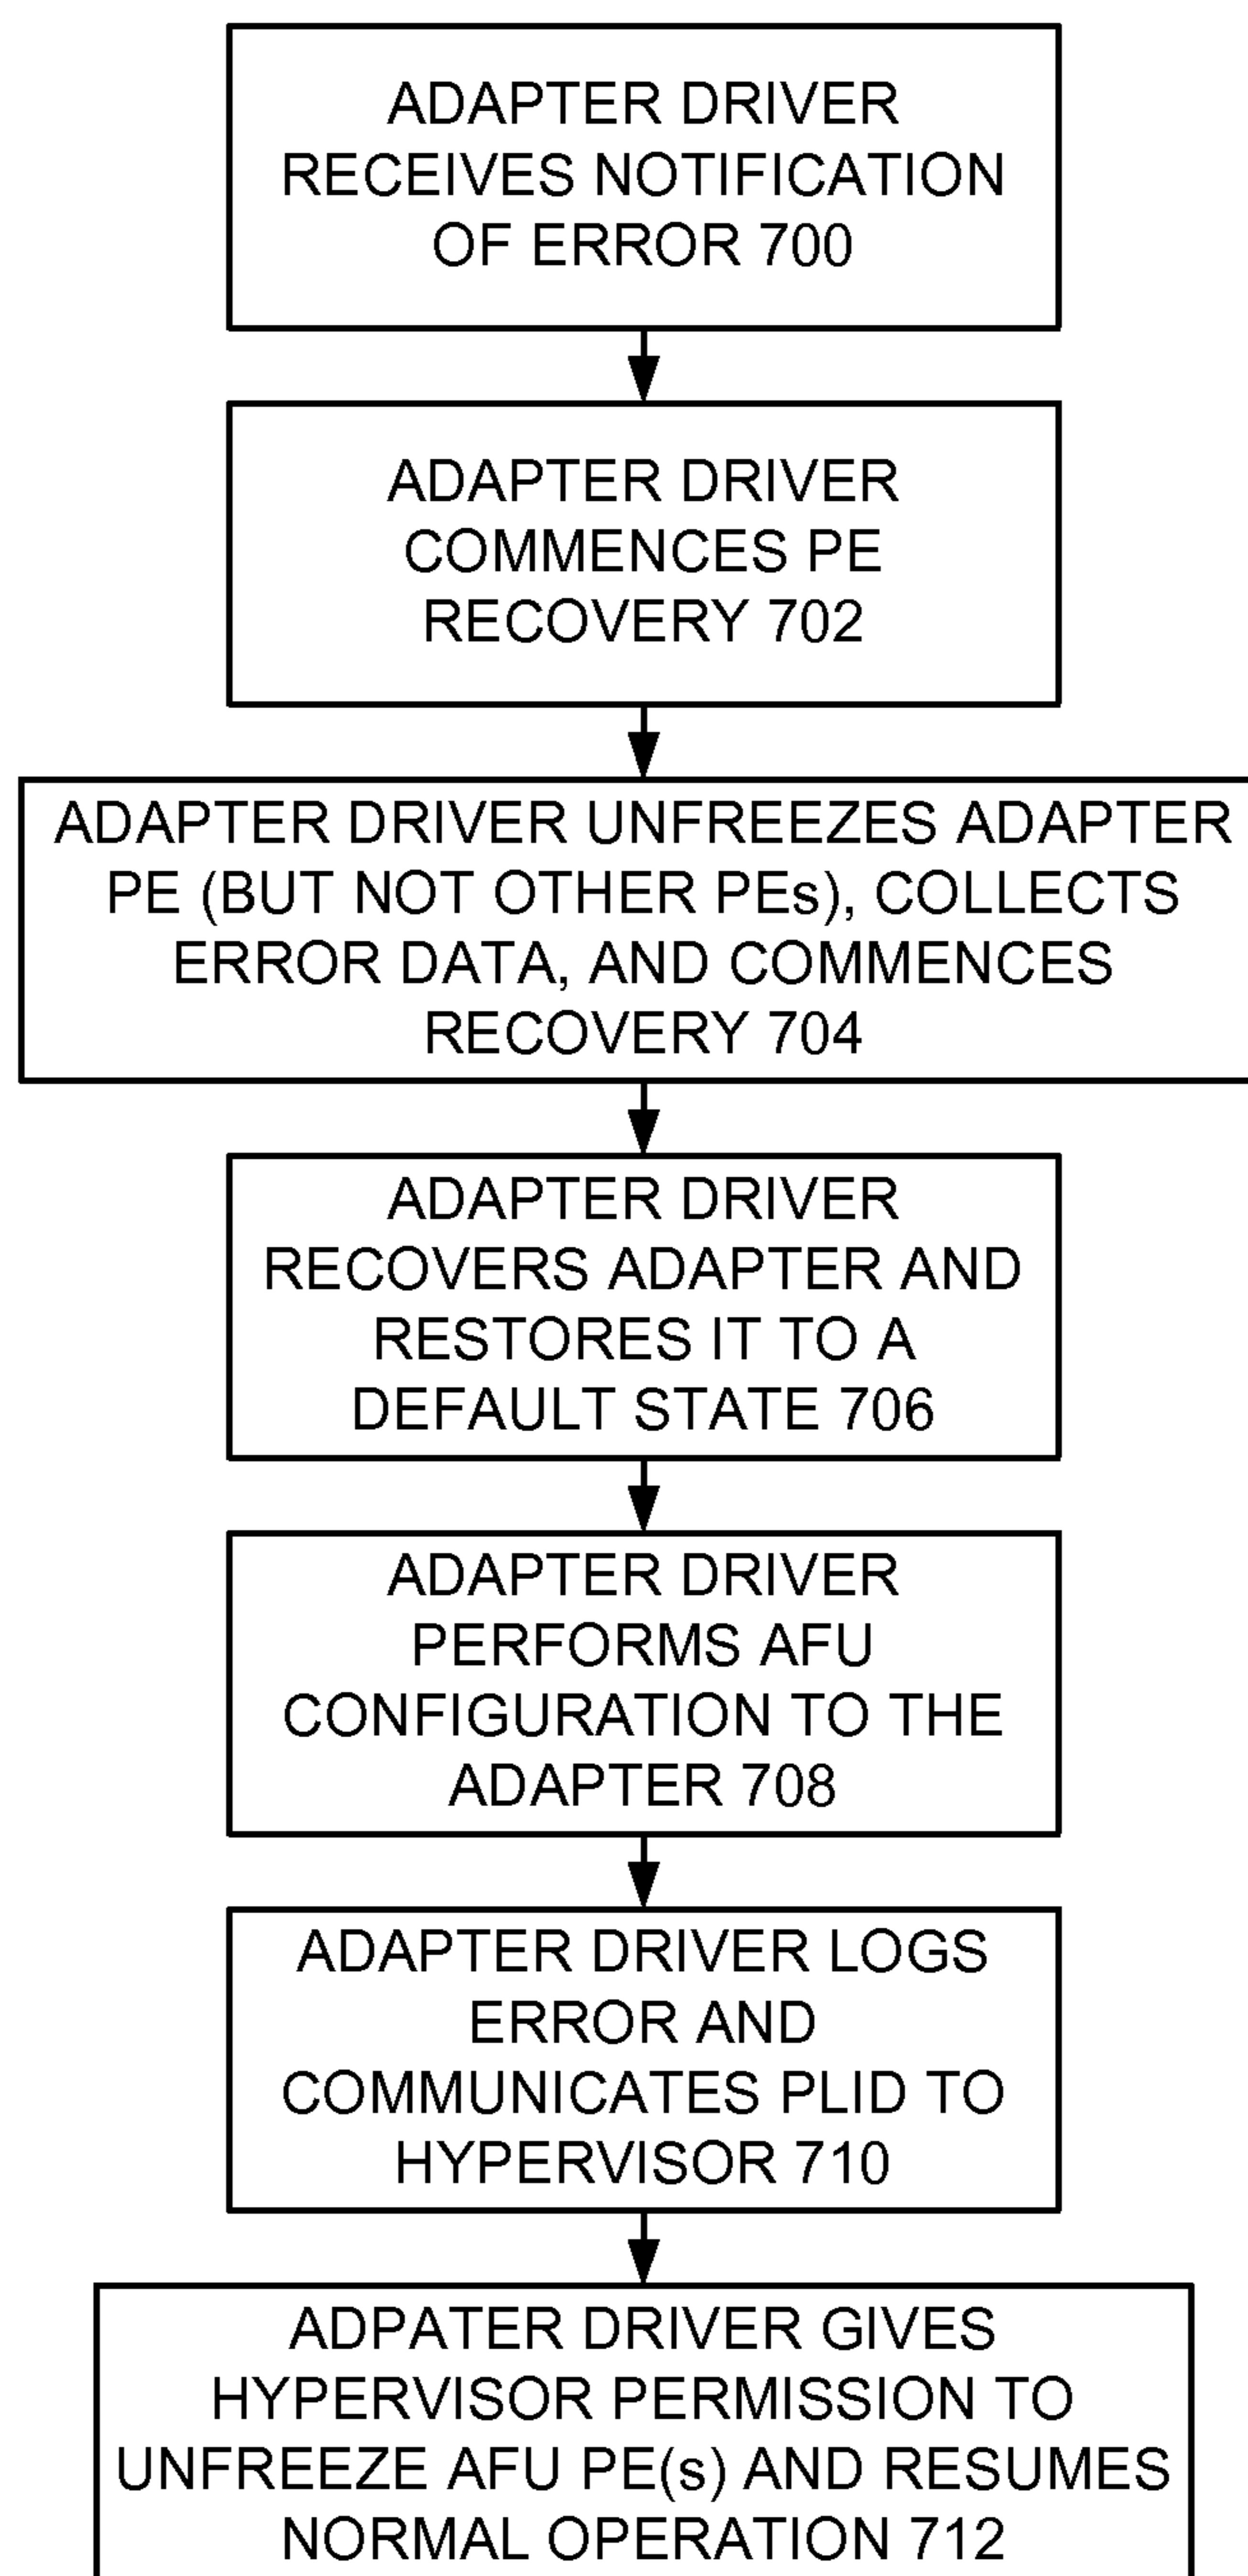 ADAPTER DRIVER
RECEIVES NOTIFICATION
OF ERROR 700
ADAPTER DRIVER
COMMENCES PE
RECOVERY 702
ADAPTER DRIVER UNFREEZES ADAPTER
PE (BUT NOT OTHER PEs), COLLECTS
ERROR DATA, AND COMMENCES
RECOVERY 704
ADAPTER DRIVER
RECOVERS ADAPTER AND
RESTORES IT TO A
DEFAULT STATE 706
ADAPTER DRIVER
PERFORMS AFU
CONFIGURATION TO THE
ADAPTER 708
ADAPTER DRIVER LOGS
ERROR AND
COMMUNICATES PLID TO
HYPERVISOR 710
ADPATER DRIVER GIVES
HYPERVISOR PERMISSION TO
UNFREEZE AFU PE(s) AND RESUMES
NORMAL OPERATION 712